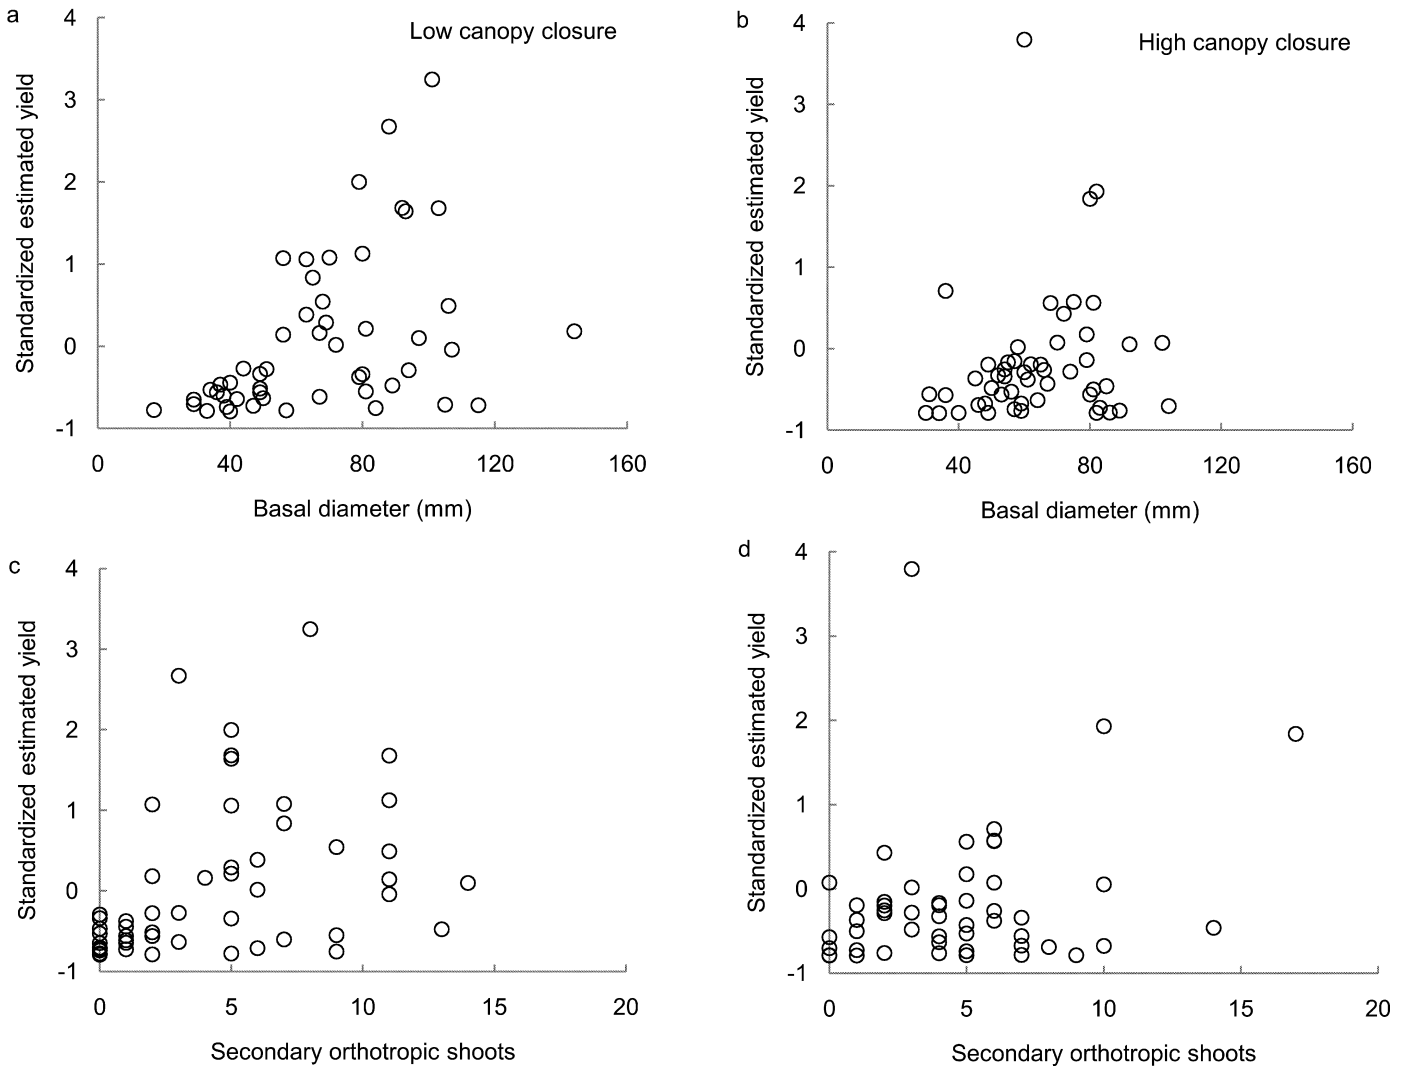 a
Low canopy closure
Standardized estimated yield
4
3
2
1
0
-1
0 40 80 120 160
Basal diameter (mm)
b
High canopy closure
Standardized estimated yield
4
3
2
1
0
-1
0 40 80 120 160
Basal diameter (mm)
c
Standardized estimated yield
4
3
2
1
0
-1
0 5 10 15 20
Secondary orthotropic shoots
d
Standardized estimated yield
4
3
2
1
0
-1
0 5 10 15 20
Secondary orthotropic shoots